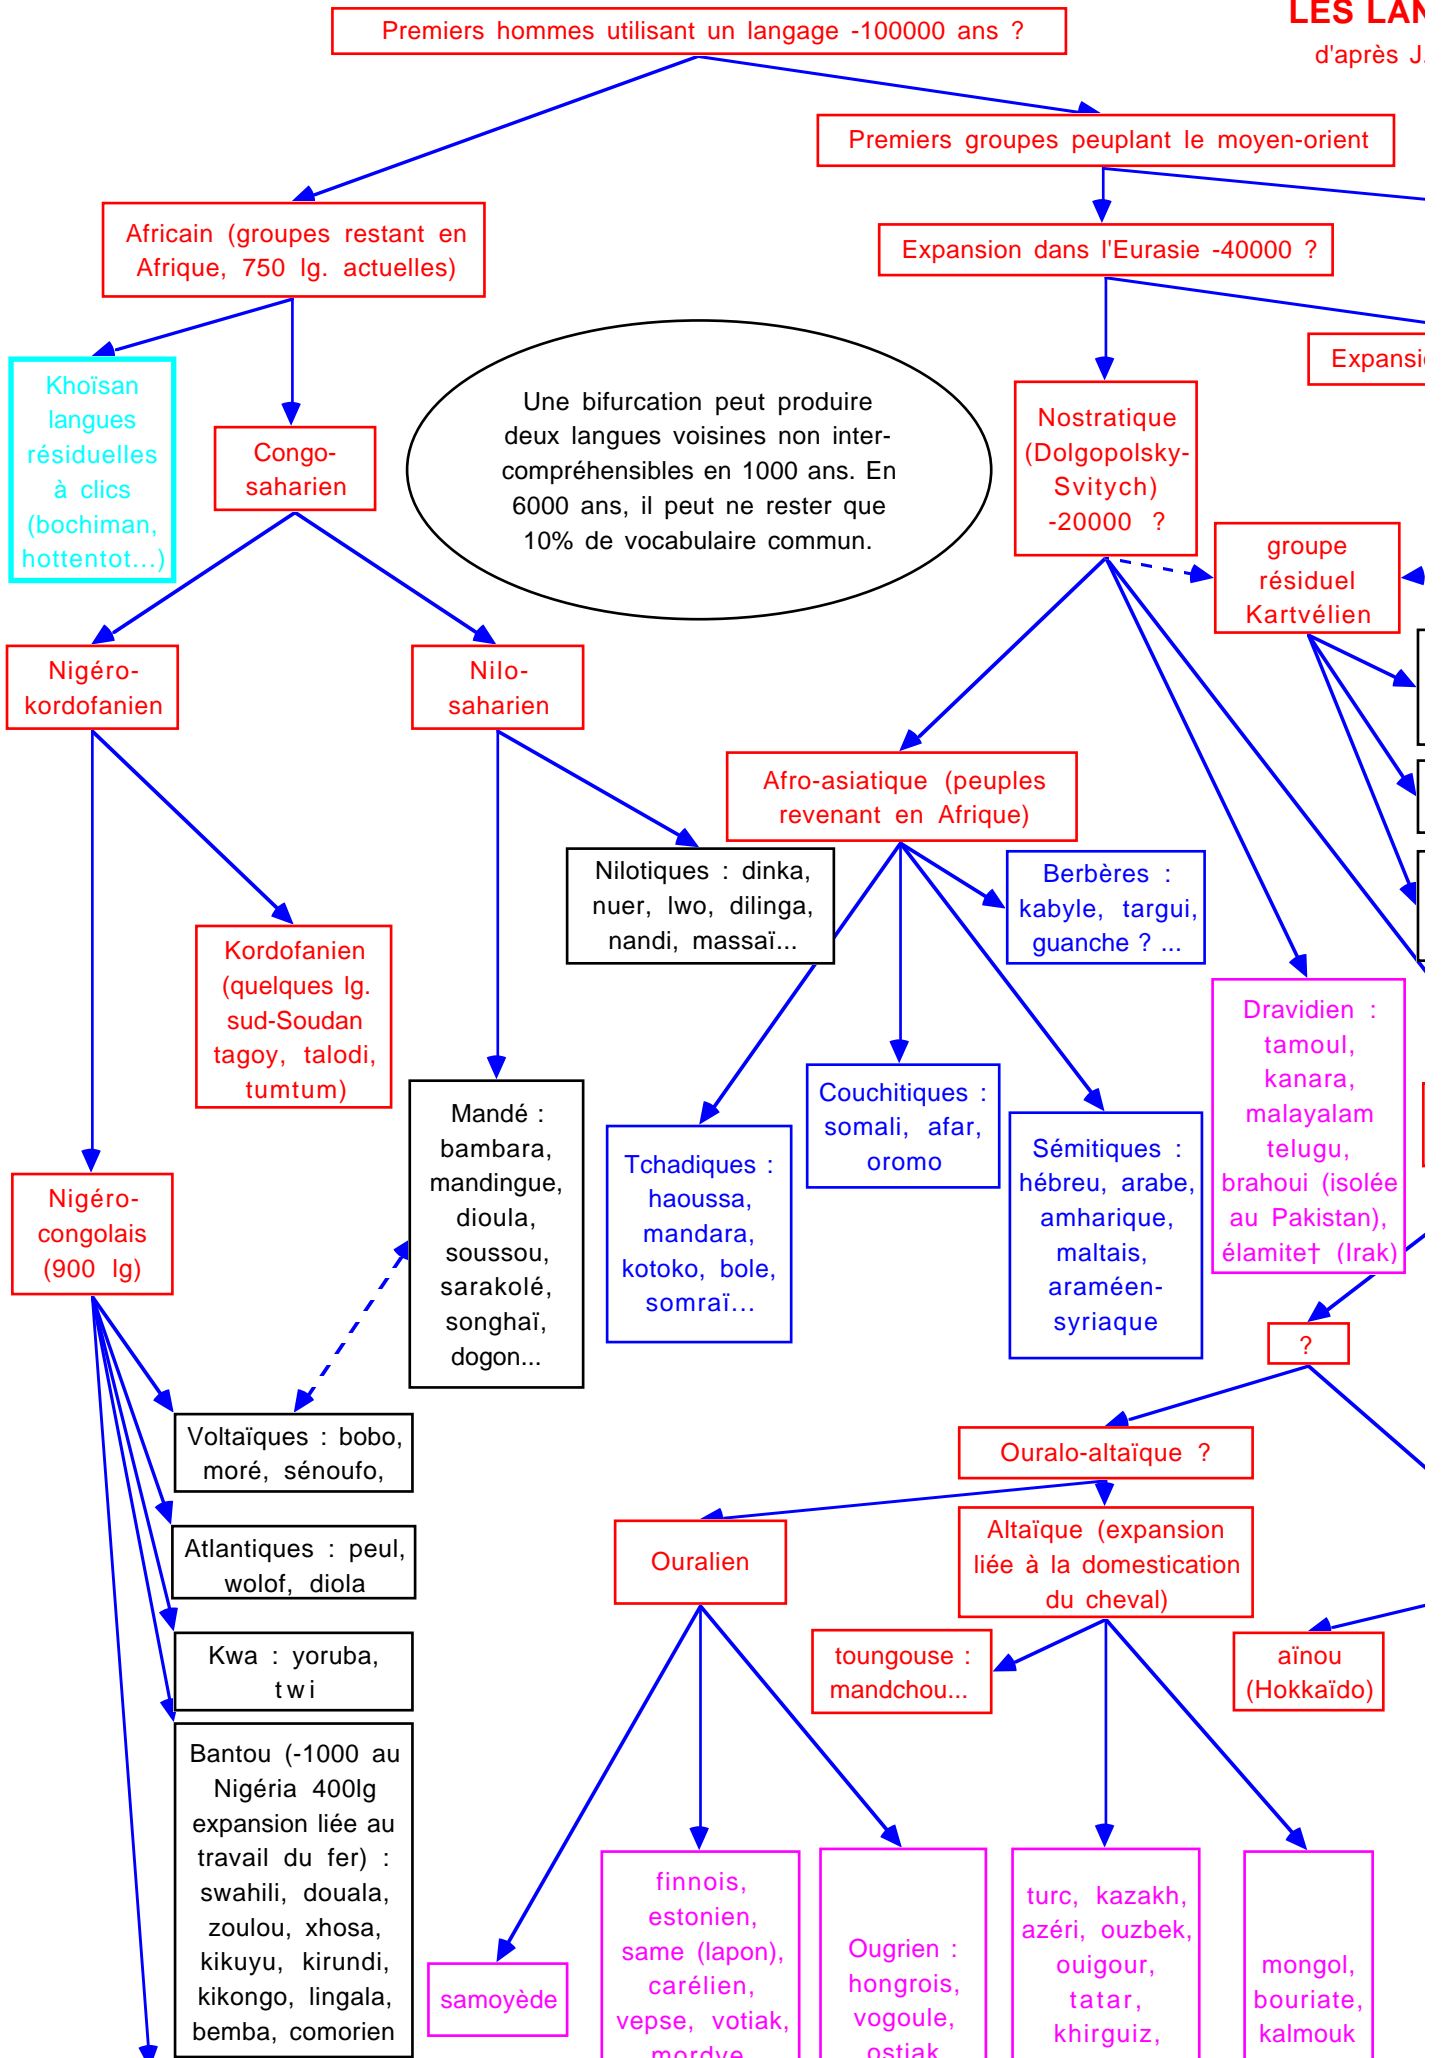 LES LAN
d'après J.
Premiers hommes utilisant un langage -100000 ans ?
Premiers groupes peuplant le moyen-orient
Africain (groupes restant en
Afrique, 750 lg. actuelles)
Expansion dans l'Eurasie -40000 ?
Expansi
Khoïsan
langues
résiduelles
à clics
(bochiman,
hottentot...)
Congo-
saharien
Une bifurcation peut produire
deux langues voisines non inter-
compréhensibles en 1000 ans. En
6000 ans, il peut ne rester que
10% de vocabulaire commun.
Nostratique
(Dolgopolsky-
Svitych)
-20000 ?
groupe
résiduel
Kartvélien
Nigéro-
kordofanien
Nilo-
saharien
Afro-asiatique (peuples
revenant en Afrique)
Nilotiques : dinka,
nuer, lwo, dilinga,
nandi, massaï...
Berbères :
kabyle, targui,
guanche ? ...
Kordofanien
(quelques lg.
sud-Soudan
tagoy, talodi,
tumtum)
Dravidien :
tamoul,
kanara,
malayalam
telugu,
brahoui (isolée
au Pakistan),
élamite† (Irak)
Mandé :
bambara,
mandingue,
dioula,
soussou,
sarakolé,
songhaï,
dogon...
Couchitiques :
somali, afar,
oromo
Tchadiques :
haoussa,
mandara,
kotoko, bole,
somraï...
Sémitiques :
hébreu, arabe,
amharique,
maltais,
araméen-
syriaque
Nigéro-
congolais
(900 lg)
?
Voltaïques : bobo,
moré, sénoufo,
Ouralo-altaïque ?
Atlantiques : peul,
wolof, diola
Ouralien
Altaïque (expansion
liée à la domestication
du cheval)
Kwa : yoruba,
twi
toungouse :
mandchou...
aïnou
(Hokkaïdo)
Bantou (-1000 au
Nigéria 400lg
expansion liée au
travail du fer) :
swahili, douala,
zoulou, xhosa,
kikuyu, kirundi,
kikongo, lingala,
bemba, comorien
samoyède
finnois,
estonien,
same (lapon),
carélien,
vepse, votiak,
mordve
Ougrien :
hongrois,
vogoule,
ostiak
turc, kazakh,
azéri, ouzbek,
ouigour,
tatar,
khirguiz,
mongol,
bouriate,
kalmouk